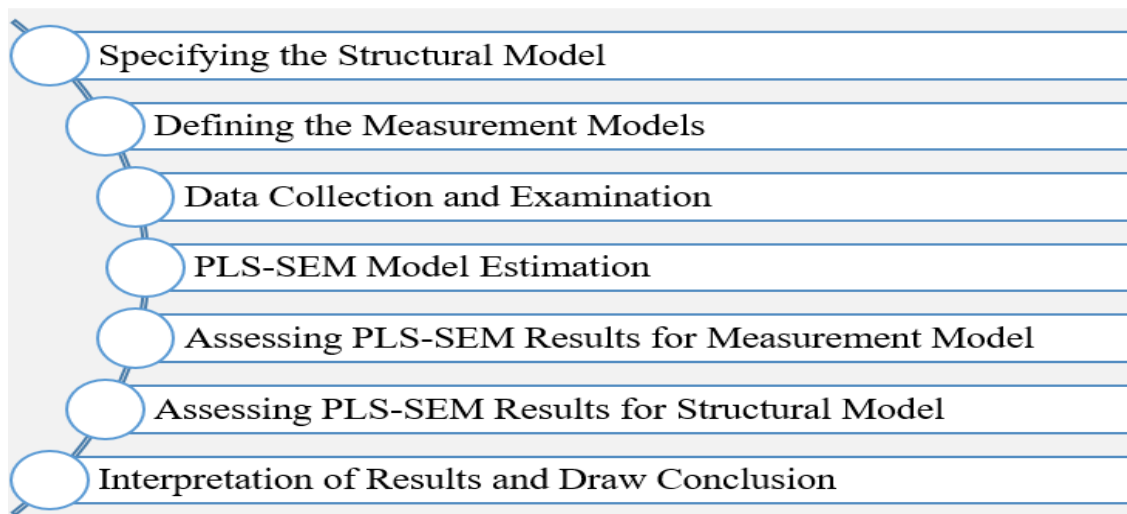 Specifying the Structural Model
Defining the Measurement Models
Data Collection and Examination
PLS-SEM Model Estimation
Assessing PLS-SEM Results for Measurement Model
Assessing PLS-SEM Results for Structural Model
Interpretation of Results and Draw Conclusion